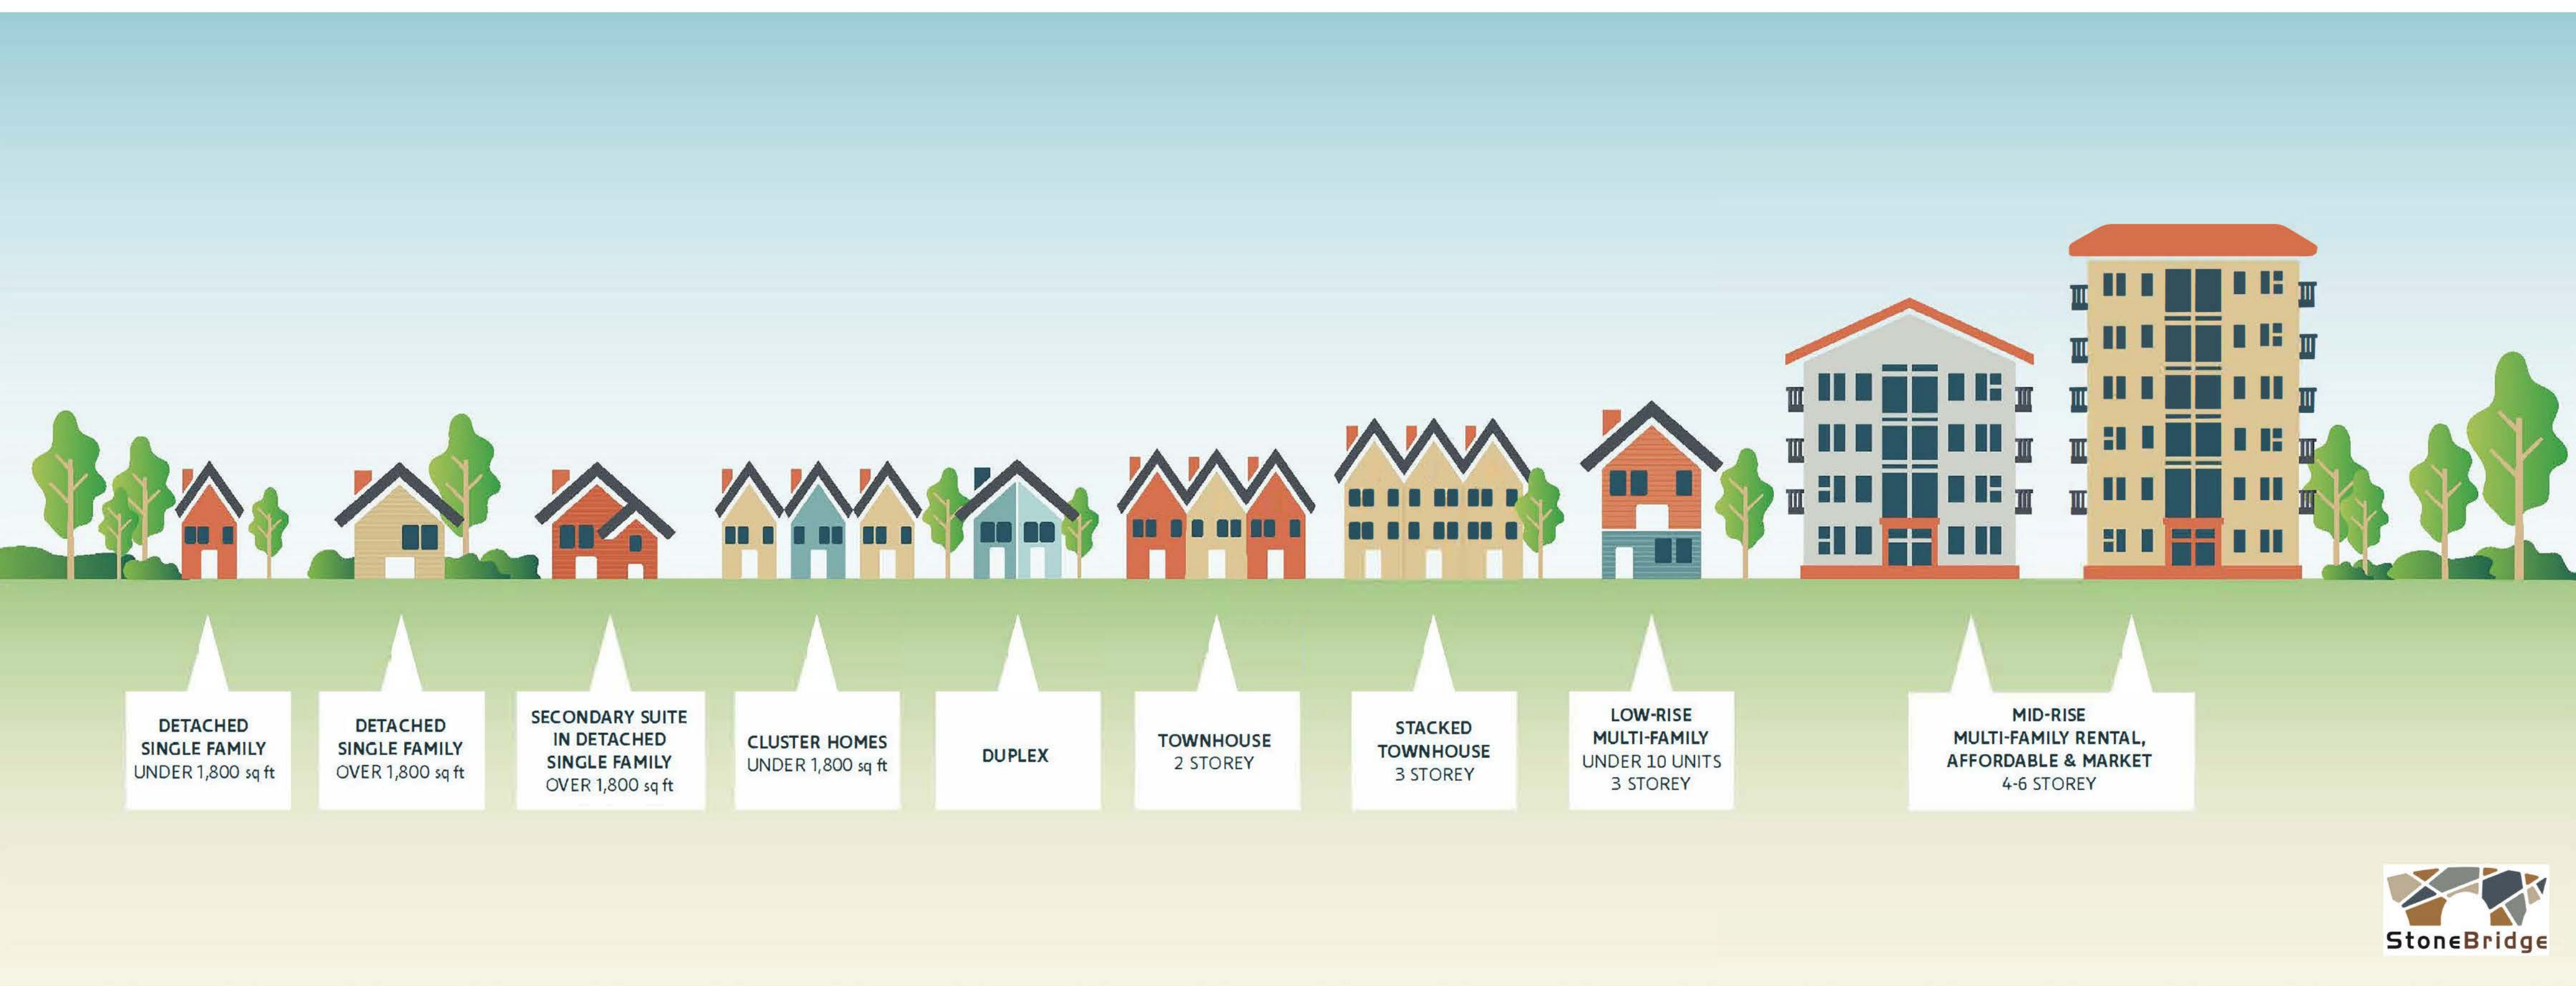 DETACHED
SINGLE FAMILY
UNDER 1,800 sq ft
DETACHED
SINGLE FAMILY
OVER 1,800 sq ft
SECONDARY SUITE
IN DETACHED
SINGLE FAMILY
OVER 1,800 sq ft
CLUSTER HOMES
UNDER 1,800 sq ft
DUPLEX
TOWNHOUSE
2 STOREY
STACKED
TOWNHOUSE
3 STOREY
LOW-RISE
MULTI-FAMILY
UNDER 10 UNITS
3 STOREY
MID-RISE
MULTI-FAMILY RENTAL,
AFFORDABLE & MARKET
4-6 STOREY
StoneBridge